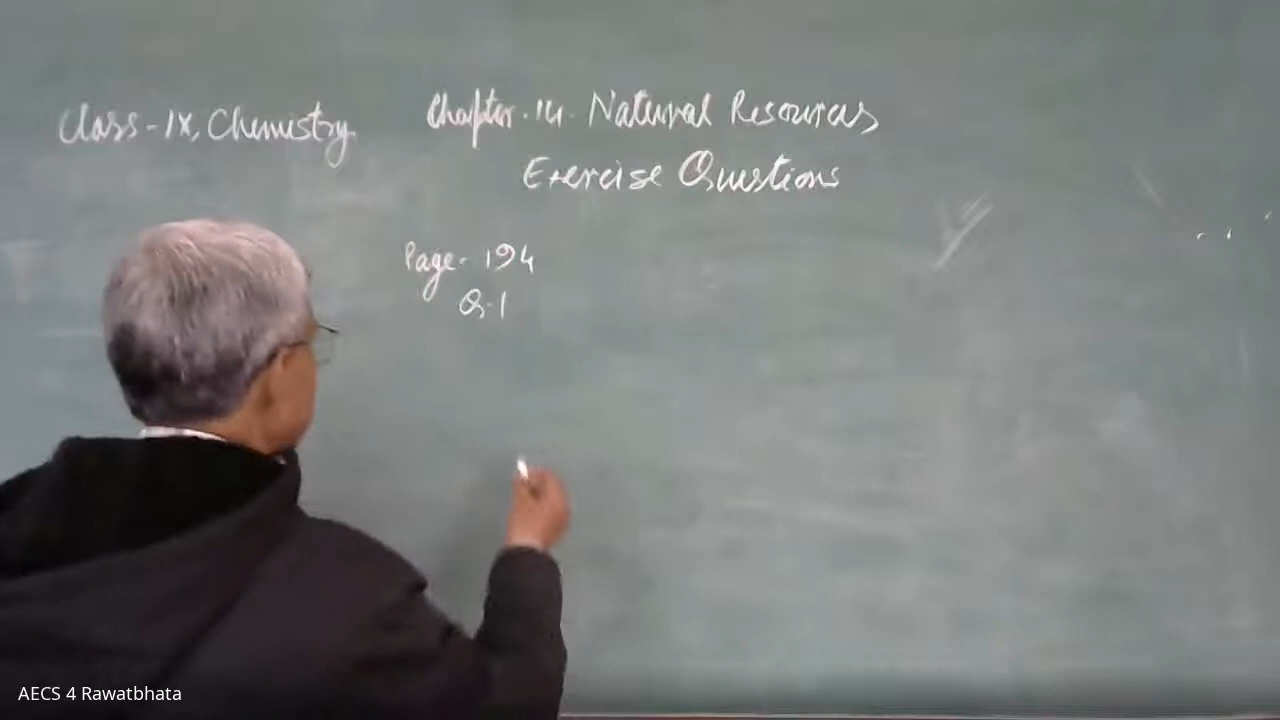 Class-IX, Chemistry. Chapter.14. Natural Resources
Exercise Questions
Page- 194
Q.1
AECS 4 Rawatbhata